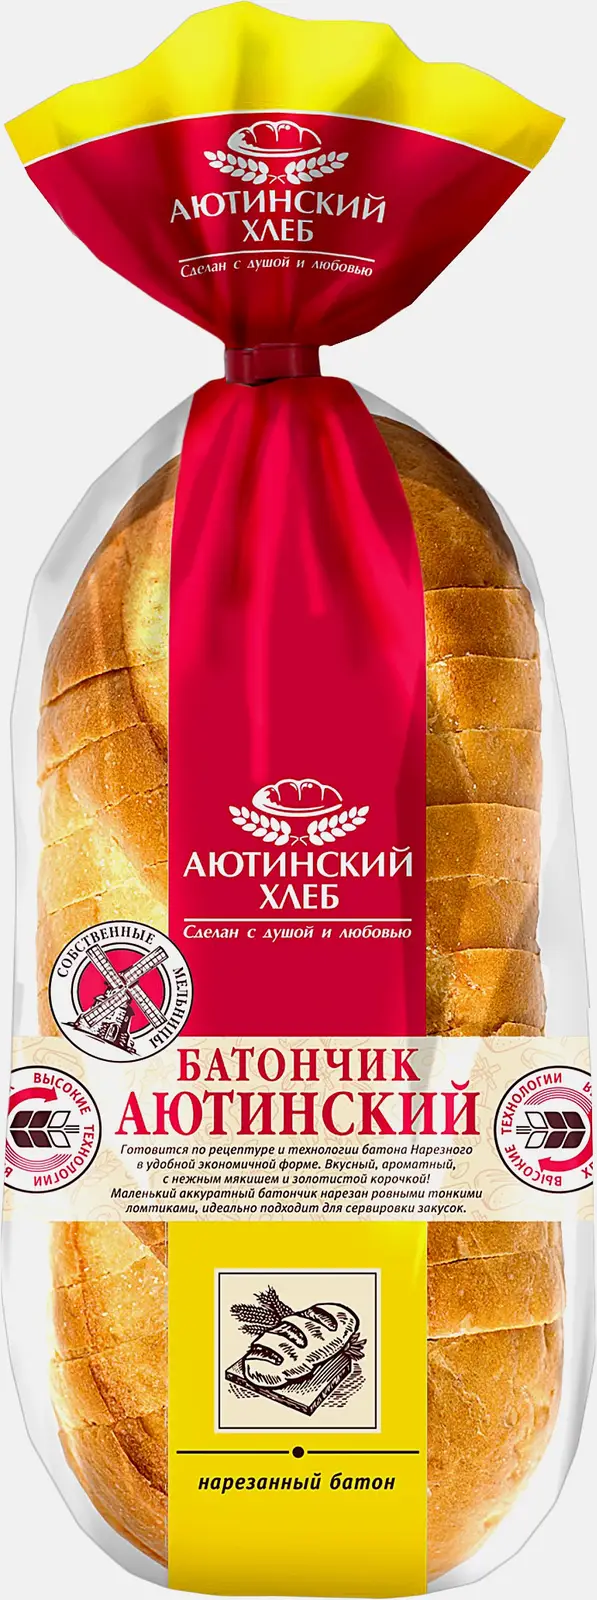 АЮТИНСКИЙ
ХЛЕБ
Сделан с душой и любовью
АЮТИНСКИЙ
ХЛЕБ
Сделан с душой и любовью
СОБСТВЕННЫЕ
МЕЛЬНИЦЫ
БАТОНЧИК
АЮТИНСКИЙ
ВЫСОКИЕ
ТЕХНОЛОГИИ
ВЫСОКИЕ
ТЕХНОЛОГИИ
Готовится по рецептуре и технологии батона Нарезного
в удобной экономичной форме. Вкусный, ароматный,
с нежным мякишем и золотистой корочкой!
Маленький аккуратный батончик нарезан ровными тонкими
ломтиками, идеально подходит для сервировки закусок.
нарезанный батон